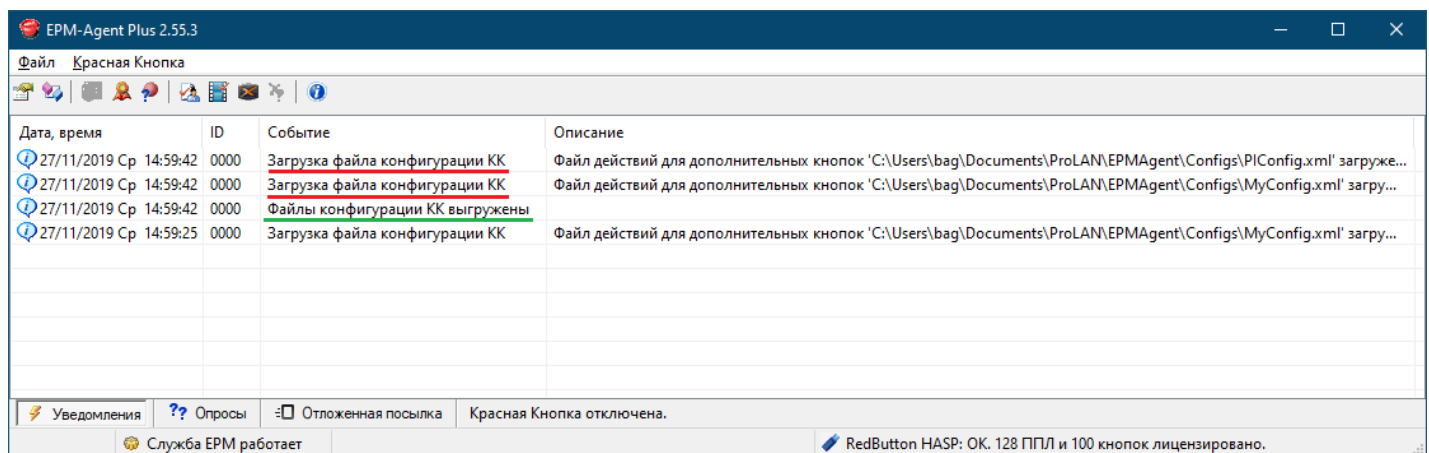 EPM-Agent Plus 2.55.3
Файл Красная Кнопка
Дата, время ID Событие Описание
27/11/2019 Ср 14:59:42 0000 Загрузка файла конфигурации КК Файл действий для дополнительных кнопок 'C:\Users\bag\Documents\ProLAN\EPMAgent\Configs\PIConfig.xml' загруже...
27/11/2019 Ср 14:59:42 0000 Загрузка файла конфигурации КК Файл действий для дополнительных кнопок 'C:\Users\bag\Documents\ProLAN\EPMAgent\Configs\MyConfig.xml' загру...
27/11/2019 Ср 14:59:42 0000 Файлы конфигурации КК выгружены
27/11/2019 Ср 14:59:25 0000 Загрузка файла конфигурации КК Файл действий для дополнительных кнопок 'C:\Users\bag\Documents\ProLAN\EPMAgent\Configs\MyConfig.xml' загру...
Уведомления ?? Опросы Отложенная посылка Красная Кнопка отключена.
Служба EPM работает RedButton HASP: ОК. 128 ППЛ и 100 кнопок лицензировано.